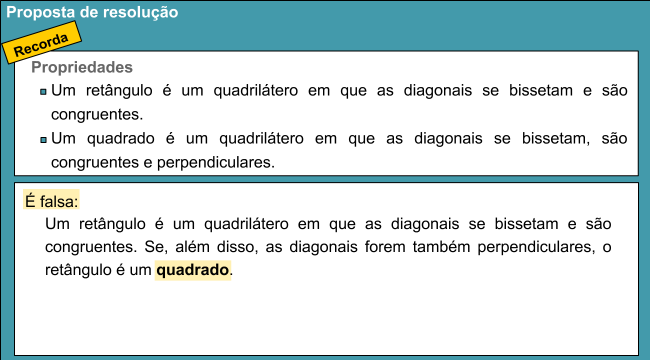 Proposta de resolução
Recorda
Propriedades
Um retângulo é um quadrilátero em que as diagonais se bissetam e são
congruentes.
Um quadrado é um quadrilátero em que as diagonais se bissetam, são
congruentes e perpendiculares.
É falsa:
Um retângulo é um quadrilátero em que as diagonais se bissetam e são
congruentes. Se, além disso, as diagonais forem também perpendiculares, o
retângulo é um quadrado.